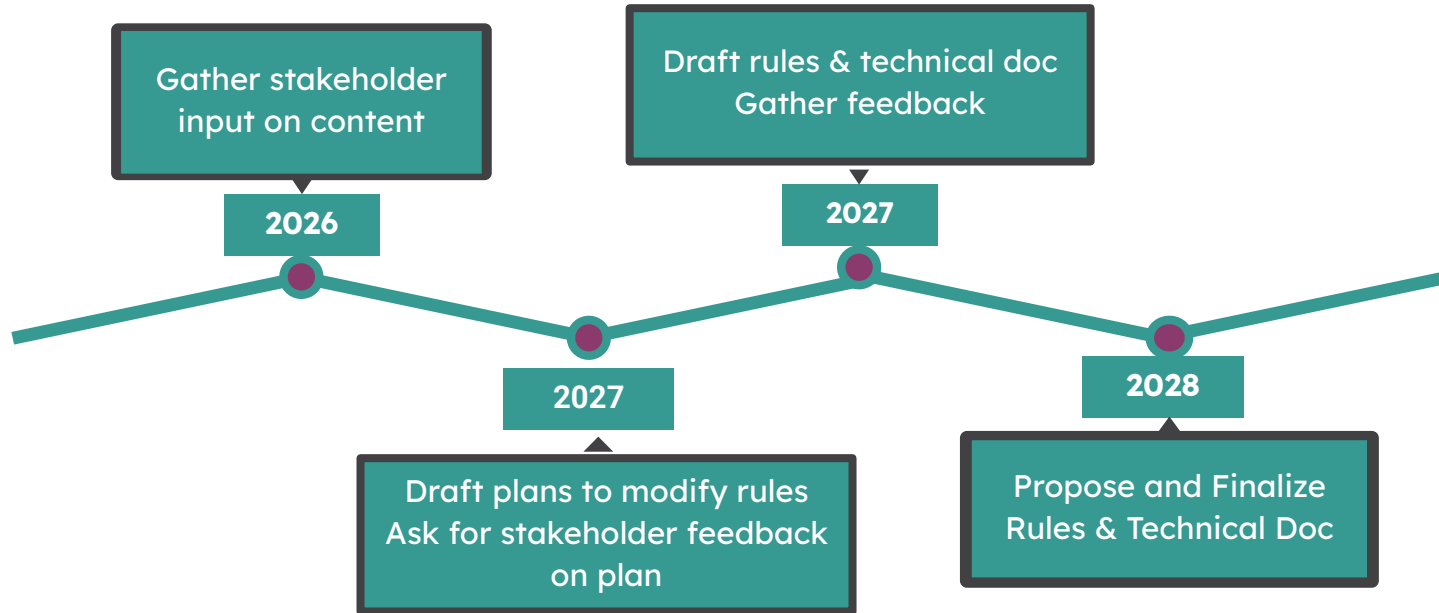 Gather stakeholder
input on content
2026
2027
Draft plans to modify rules
Ask for stakeholder feedback
on plan
Draft rules & technical doc
Gather feedback
2027
2028
Propose and Finalize
Rules & Technical Doc